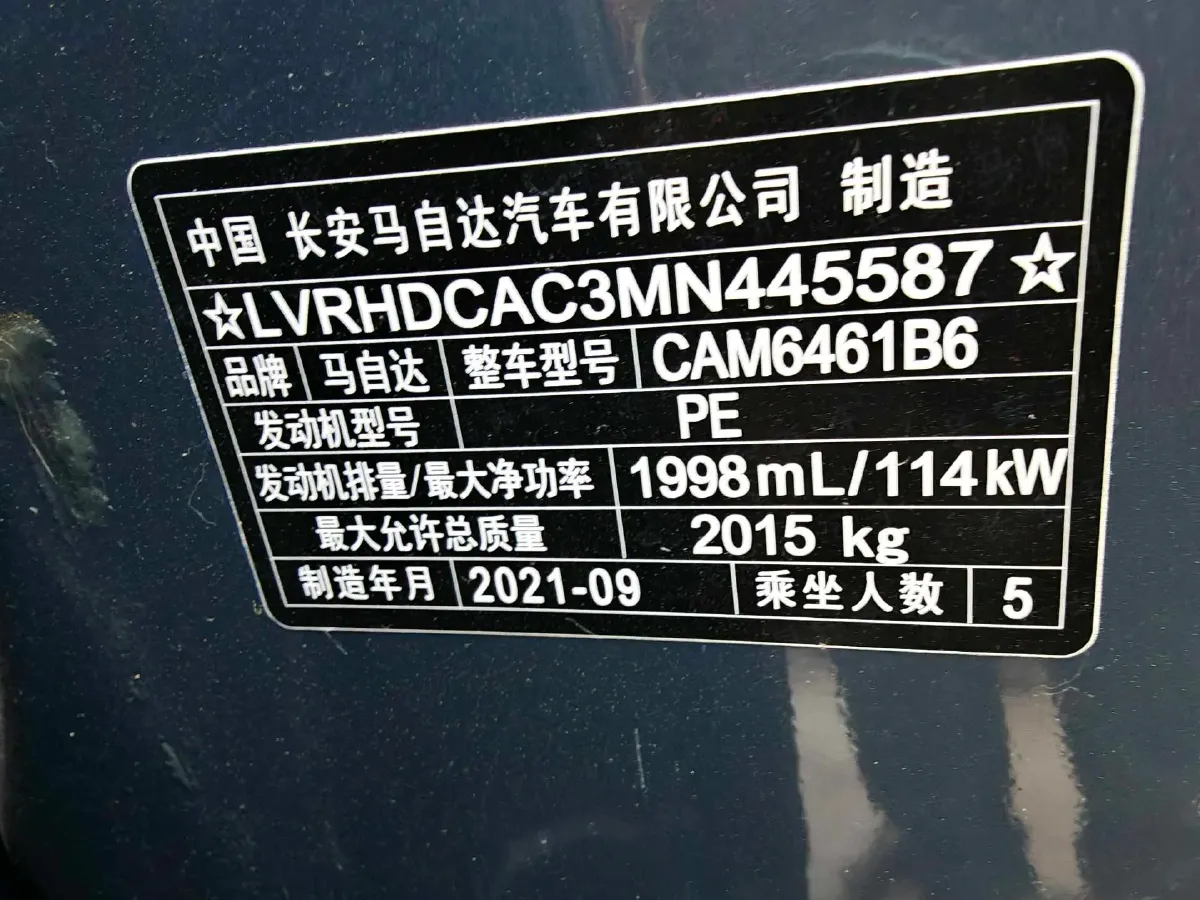 中国 长安马自达汽车有限公司 制造
☆LVRHDCAC3MN445587☆
品牌 马自达 整车型号 CAM6461B6
发动机型号 PE
发动机排量/最大净功率 1998mL/114kW
最大允许总质量 2015 kg
制造年月 2021-09 乘坐人数 5